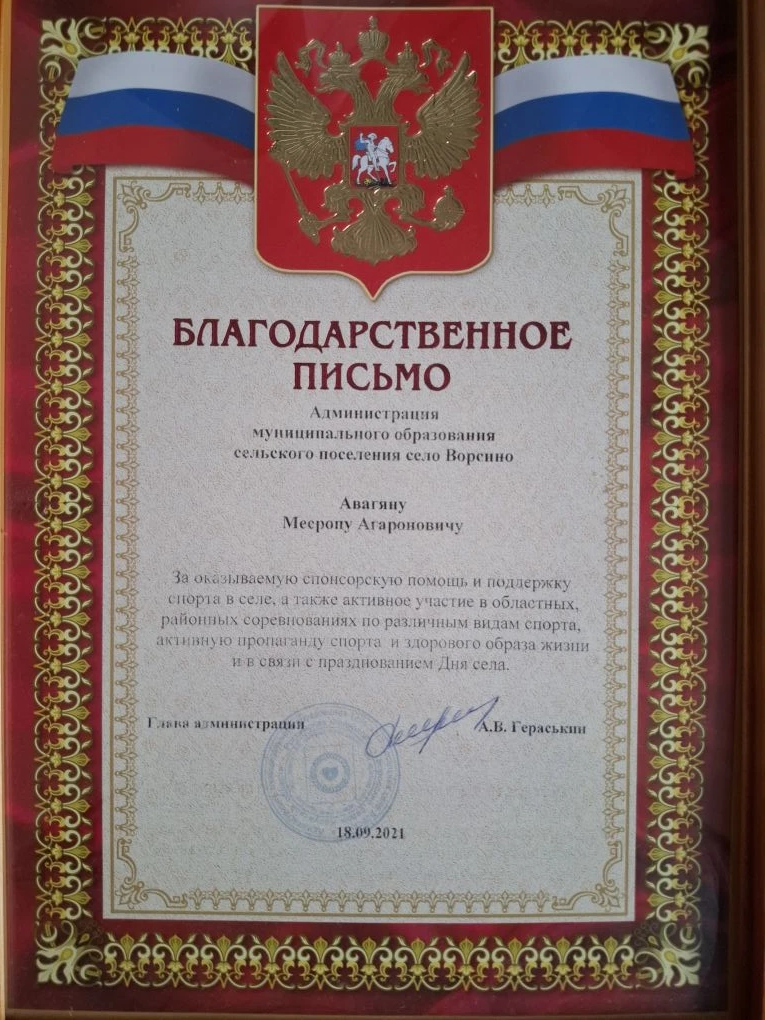 БЛАГОДАРСТВЕННОЕ
ПИСЬМО
Администрация
муниципального образования
сельского поселения село Ворсино
Авагяну
Месропу Агароновичу
За оказываемую спонсорскую помощь и поддержку
спорта в селе, а также активное участие в областных,
районных соревнованиях по различным видам спорта,
активную пропаганду спорта и здорового образа жизни
и в связи с празднованием Дня села.
Глава администрации
А.В. Гераськин
18.09.2021